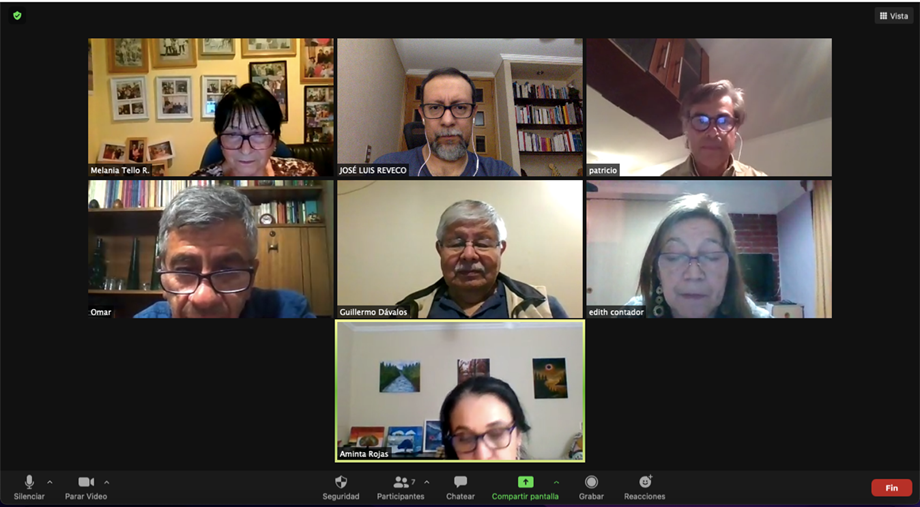 Vista
Melania Tello R.
JOSÉ LUIS REVECO
patricio
Omar
Guillermo Dávalos
edith contador
Aminta Rojas
Silenciar
Parar Video
Seguridad
7
Participantes
Chatear
Compartir pantalla
Grabar
Reacciones
Fin